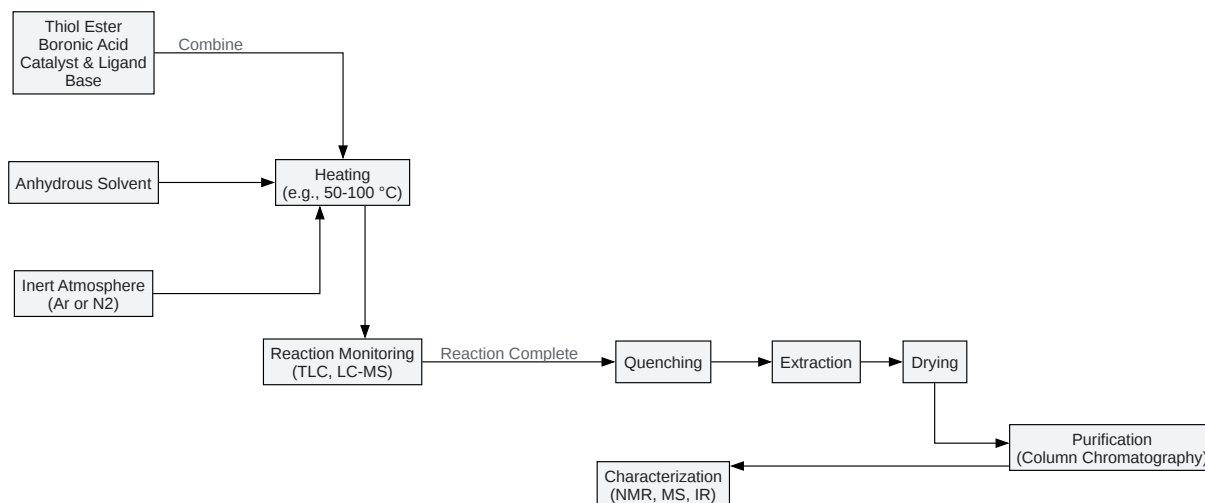 Thiol Ester
Boronic Acid
Catalyst & Ligand
Base
Combine
Anhydrous Solvent
Heating
(e.g., 50-100 °C)
Inert Atmosphere
(Ar or N2)
Reaction Monitoring
(TLC, LC-MS)
Reaction Complete
Quenching
Extraction
Drying
Purification
(Column Chromatography)
Characterization
(NMR, MS, IR)